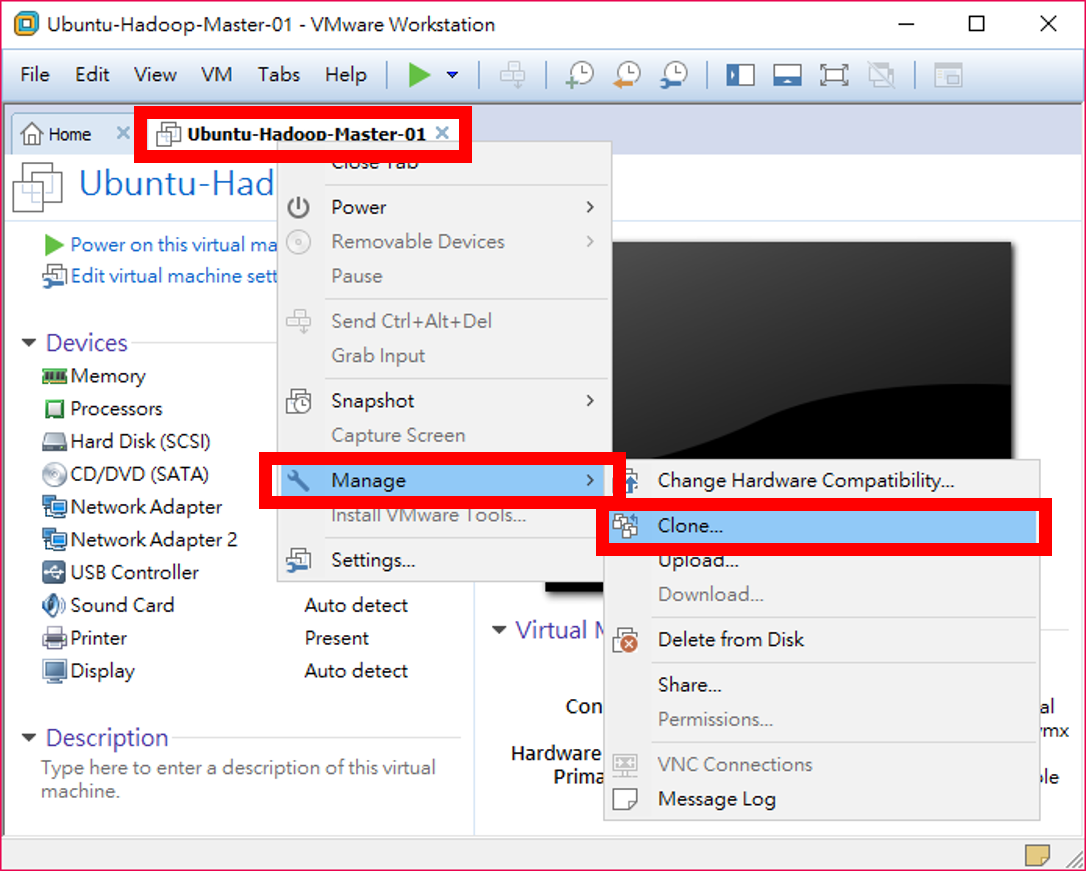 Ubuntu-Hadoop-Master-01 - VMware Workstation
File Edit View VM Tabs Help
Home
Ubuntu-Hadoop-Master-01
Ubuntu-Had
Power on this virtual ma
Edit virtual machine sett
Devices
Memory
Processors
Hard Disk (SCSI)
CD/DVD (SATA)
Network Adapter
Network Adapter 2
USB Controller
Sound Card Auto detect
Printer Present
Display Auto detect
Description
Type here to enter a description of this virtual
machine.
Close Tab
Power
Removable Devices
Pause
Send Ctrl+Alt+Del
Grab Input
Snapshot
Capture Screen
Manage
Install VMware Tools...
Settings...
Change Hardware Compatibility...
Clone...
Upload...
Download...
Delete from Disk
Share...
Permissions...
VNC Connections
Message Log
Virtual M
Con
al
vmx
Hardware
Prima
ble